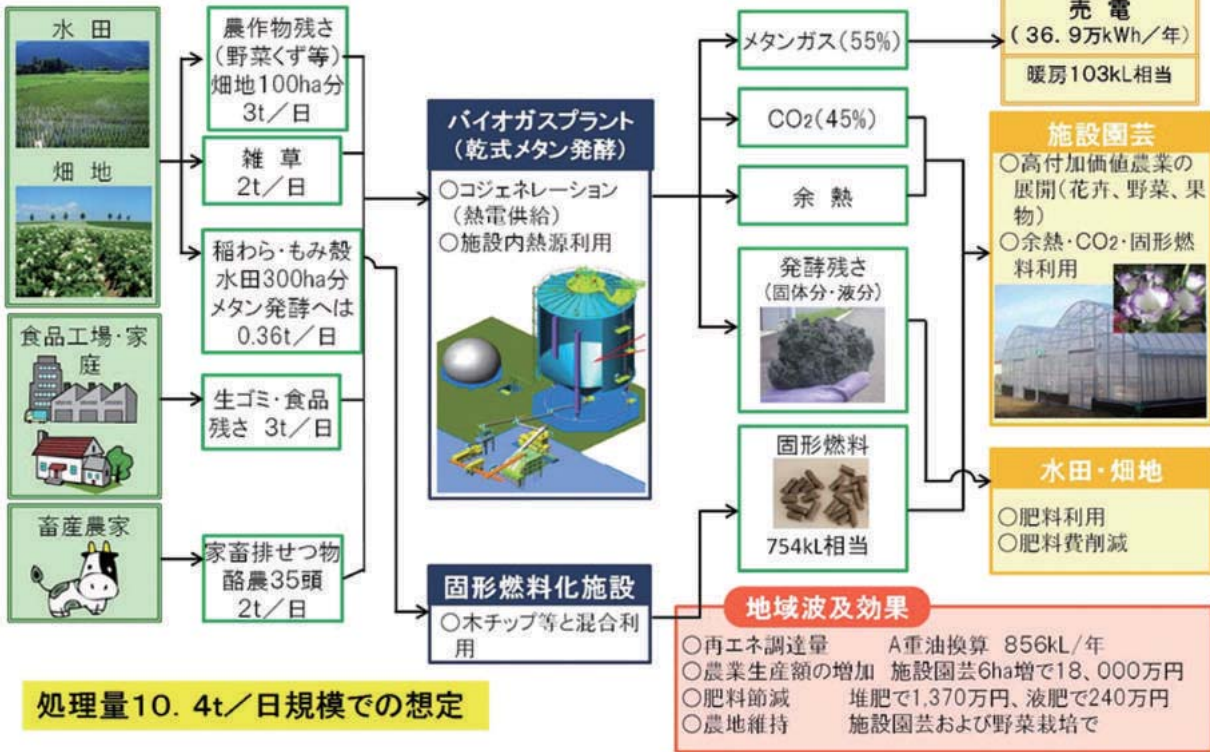 水 田
畑 地
食品工場・家
庭
畜産農家
農作物残さ
(野菜くず等)
畑地100ha分
3t/日
雑 草
2t/日
稲わら・もみ殻
水田300ha分
メタン発酵へは
0.36t/日
生ゴミ・食品
残さ 3t/日
家畜排せつ物
酪農35頭
2t/日
バイオガスプラント
(乾式メタン発酵)
○コジェネレーション
(熱電供給)
○施設内熱源利用
固形燃料化施設
○木チップ等と混合利
用
メタンガス(55%)
CO2(45%)
余 熱
発酵残さ
(固体分・液分)
固形燃料
754kL相当
売 電
(36.9万kWh/年)
暖房103kL相当
施設園芸
○高付加価値農業の
展開(花卉、野菜、果
物)
○余熱・CO2・固形燃
料利用
水田・畑地
○肥料利用
○肥料費削減
地域波及効果
○再エネ調達量 A重油換算 856kL/年
○農業生産額の増加 施設園芸6ha増で18,000万円
○肥料節減 堆肥で1,370万円、液肥で240万円
○農地維持 施設園芸および野菜栽培で
処理量10.4t/日規模での想定